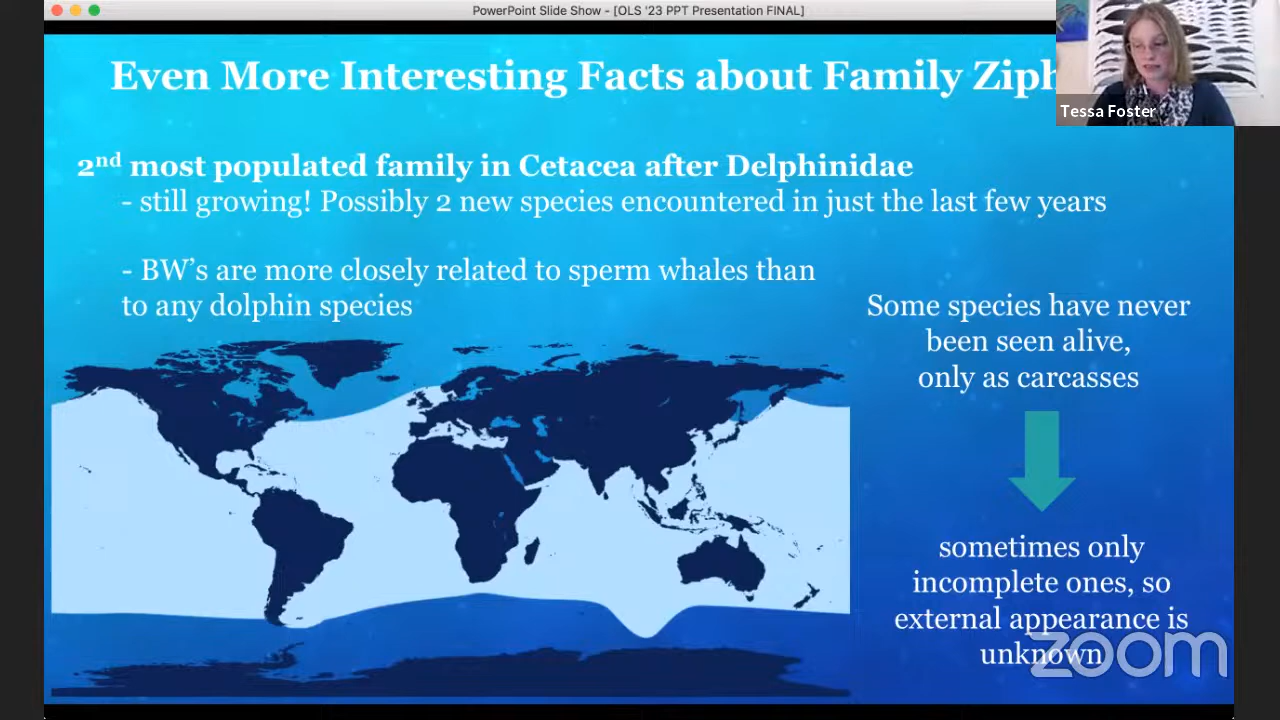 PowerPoint Slide Show - [OLS '23 PPT Presentation FINAL]
Even More Interesting Facts about Family Ziph
Tessa Foster
2nd most populated family in Cetacea after Delphinidae
- still growing! Possibly 2 new species encountered in just the last few years
- BW's are more closely related to sperm whales than
to any dolphin species
Some species have never
been seen alive,
only as carcasses
sometimes only
incomplete ones, so
external appearance is
unknown
zoom